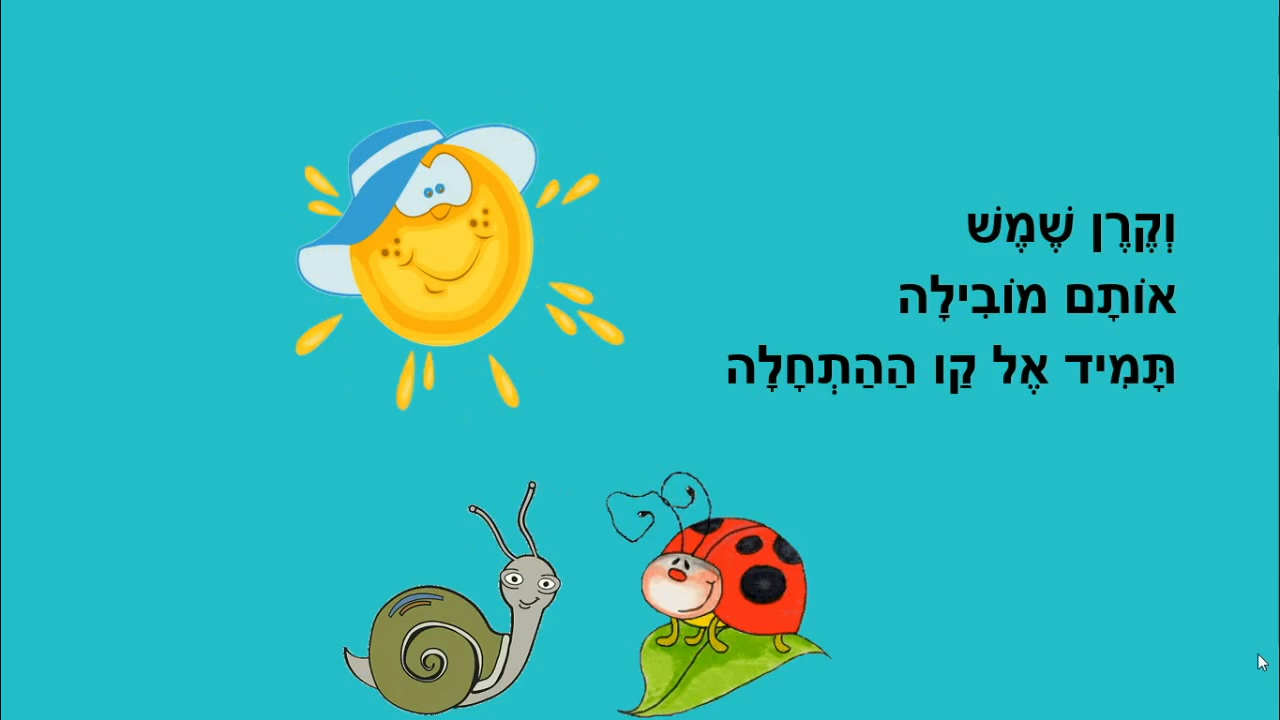 וְקֶרֶן שֶׁמֶשׁ
אוֹתָם מוֹבִילָה
תָּמִיד אֶל קַו הַהַתְחָלָה